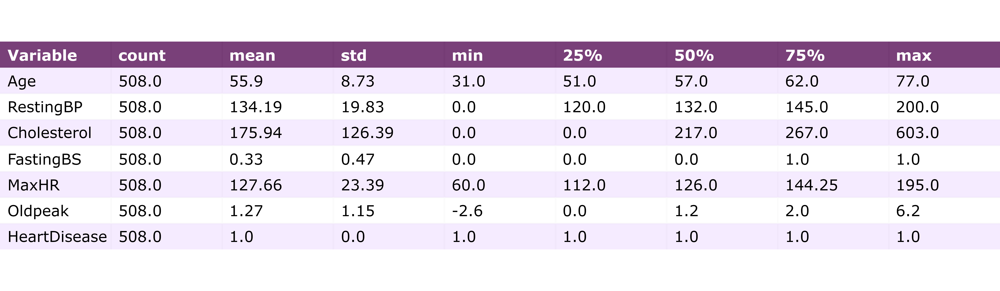 Variable count mean std min 25% 50% 75% max
Age 508.0 55.9 8.73 31.0 51.0 57.0 62.0 77.0
RestingBP 508.0 134.19 19.83 0.0 120.0 132.0 145.0 200.0
Cholesterol 508.0 175.94 126.39 0.0 0.0 217.0 267.0 603.0
FastingBS 508.0 0.33 0.47 0.0 0.0 0.0 1.0 1.0
MaxHR 508.0 127.66 23.39 60.0 112.0 126.0 144.25 195.0
Oldpeak 508.0 1.27 1.15 -2.6 0.0 1.2 2.0 6.2
HeartDisease 508.0 1.0 0.0 1.0 1.0 1.0 1.0 1.0